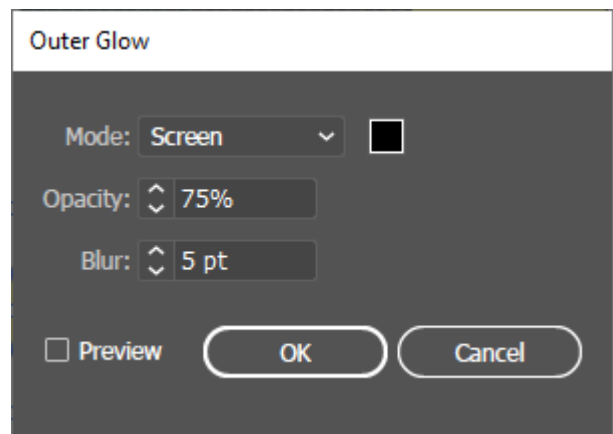 Outer Glow
Mode: Screen
Opacity: 75%
Blur: 5 pt
Preview OK Cancel